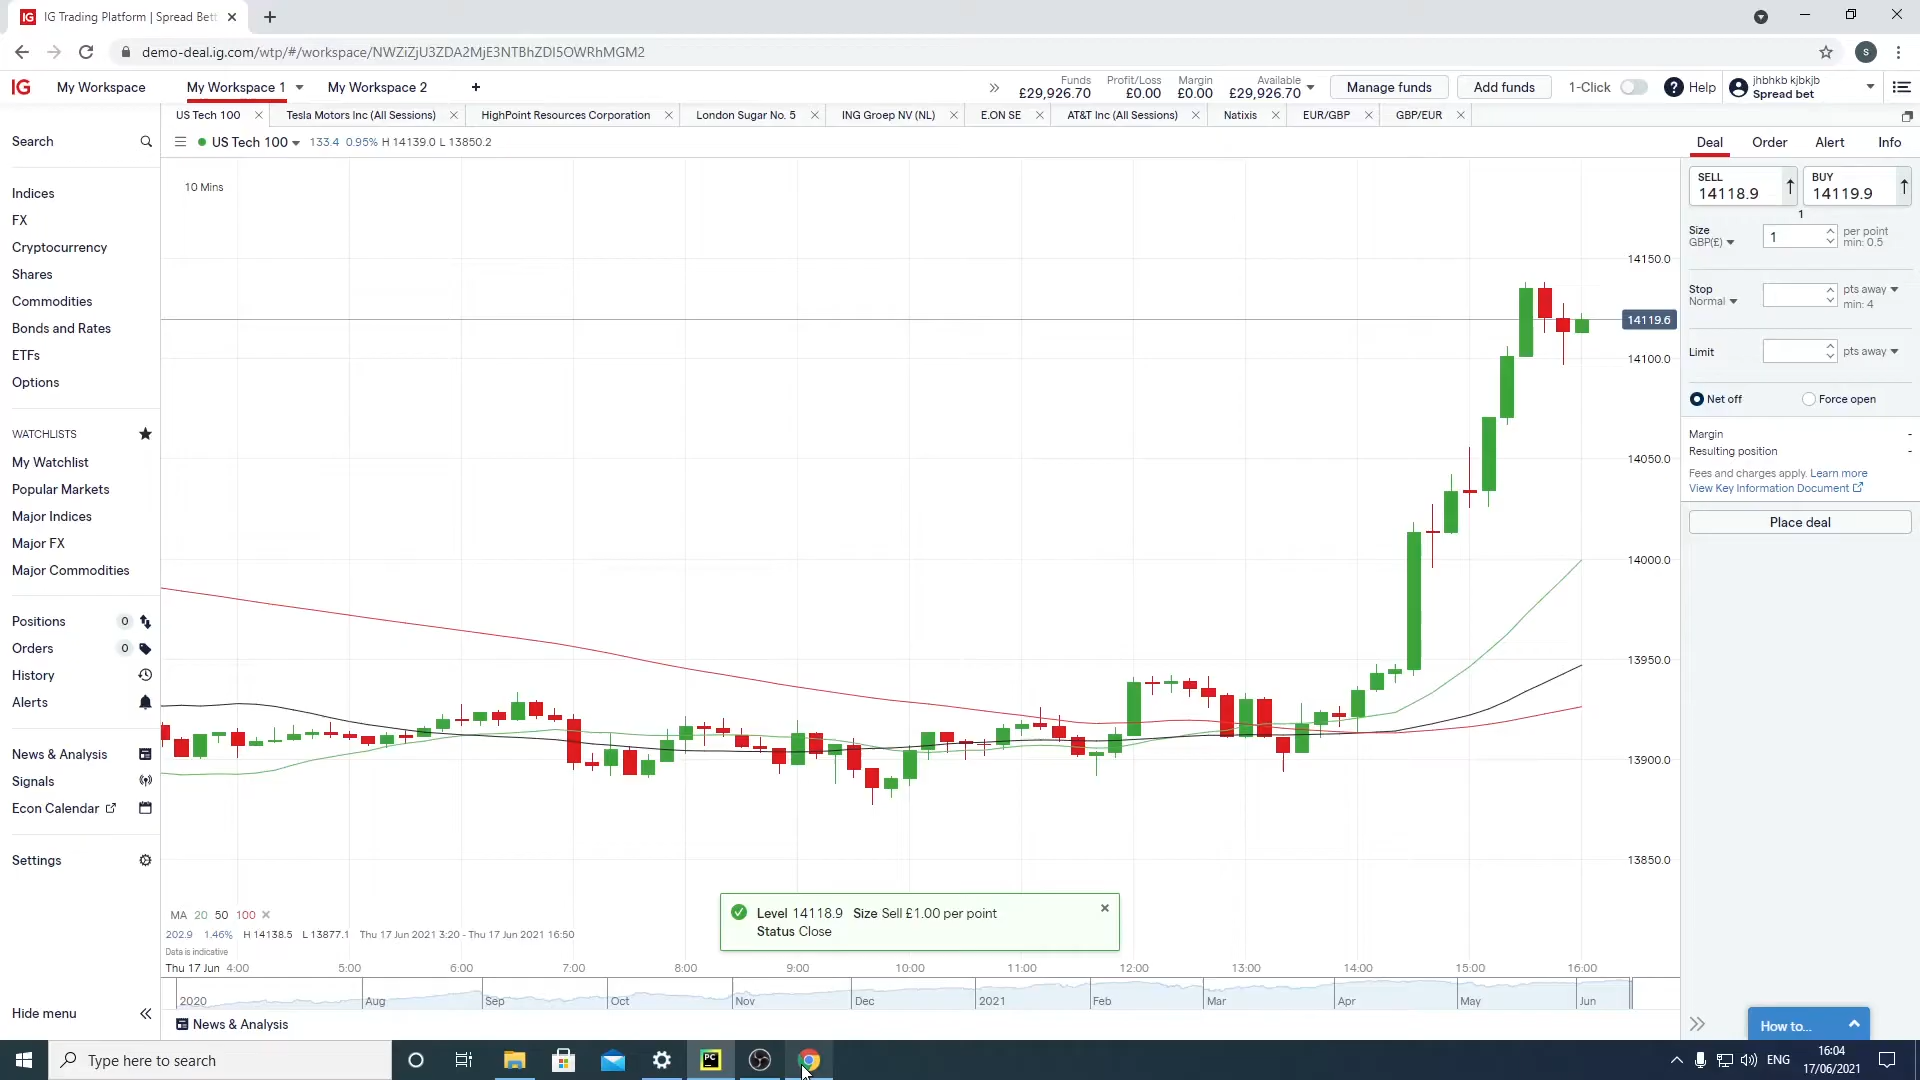 IG IG Trading Platform | Spread Bett
demo-deal.ig.com/wtp/#/workspace/NWZiZjU3ZDA2MjE3NTBhZDI5OWRhMGM2
S
IG My Workspace My Workspace 1 My Workspace 2 +
Funds £29,926.70
Profit/Loss £0.00
Margin £0.00
Available £29,926.70
Manage funds
Add funds
1-Click
Help
jhbhkb kjbkjb
Spread bet
US Tech 100 Tesla Motors Inc (All Sessions) HighPoint Resources Corporation London Sugar No. 5 ING Groep NV (NL) E.ON SE AT&T Inc (All Sessions) Natixis EUR/GBP GBP/EUR
Search
Indices
FX
Cryptocurrency
Shares
Commodities
Bonds and Rates
ETFs
Options
WATCHLISTS
My Watchlist
Popular Markets
Major Indices
Major FX
Major Commodities
Positions 0
Orders 0
History
Alerts
News & Analysis
Signals
Econ Calendar
Settings
Hide menu
US Tech 100 133.4 0.95% H 14139.0 L 13850.2
10 Mins
14150.0
14119.6
14100.0
14050.0
14000.0
13950.0
13900.0
13850.0
MA 20 50 100
202.9 1.46% H 14138.5 L 13877.1 Thu 17 Jun 2021 3:20 - Thu 17 Jun 2021 16:50
Data is indicative
Level 14118.9 Size Sell £1.00 per point
Status Close
Thu 17 Jun 4:00 5:00 6:00 7:00 8:00 9:00 10:00 11:00 12:00 13:00 14:00 15:00 16:00
2020 Aug Sep Oct Nov Dec 2021 Feb Mar Apr May Jun
News & Analysis
Deal Order Alert Info
SELL
14118.9
BUY
14119.9
1
Size
GBP(£)
1
per point
min: 0.5
Stop
Normal
pts away
min: 4
Limit
pts away
Net off
Force open
Margin -
Resulting position -
Fees and charges apply. Learn more
View Key Information Document
Place deal
How to...
Type here to search
PC
ENG
16:04
17/06/2021